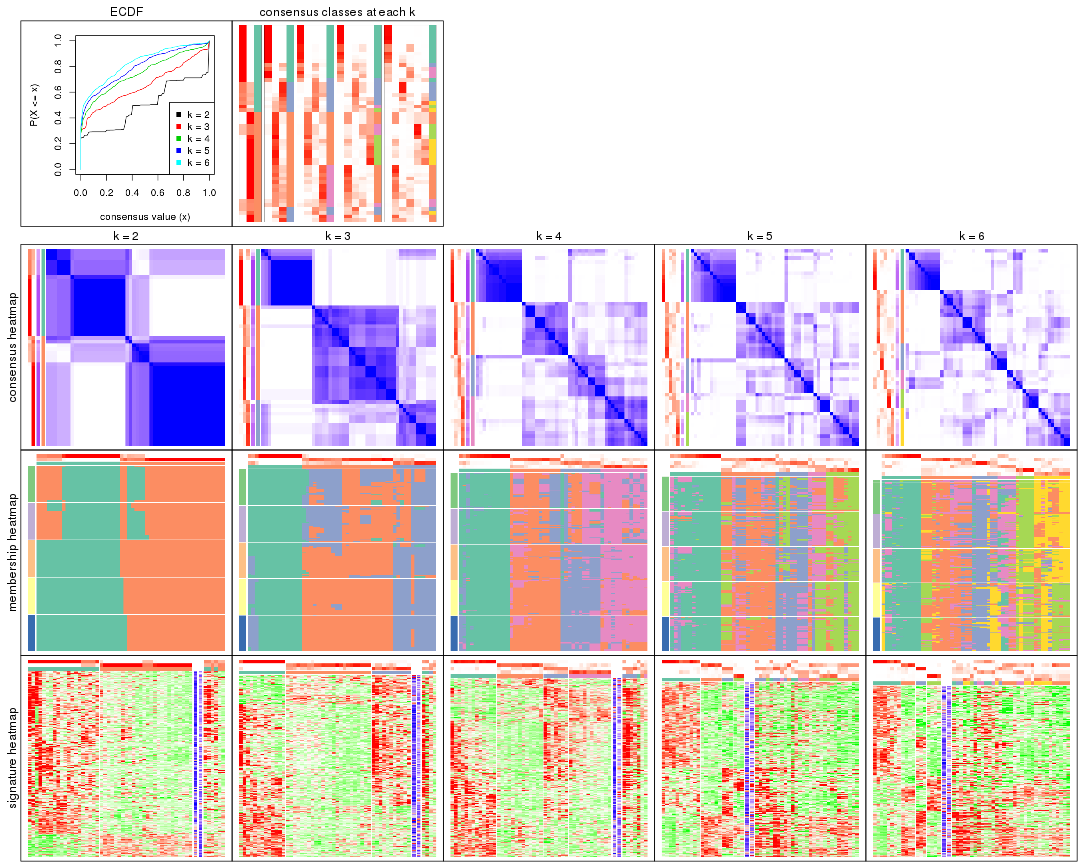 ECDF
consensus classes at each k
P(X <= x)
0.0 0.2 0.4 0.6 0.8 1.0
k = 2
k = 3
k = 4
k = 5
k = 6
0.0 0.2 0.4 0.6 0.8 1.0
consensus value (x)
k = 2
k = 3
k = 4
k = 5
k = 6
consensus heatmap
membership heatmap
signature heatmap